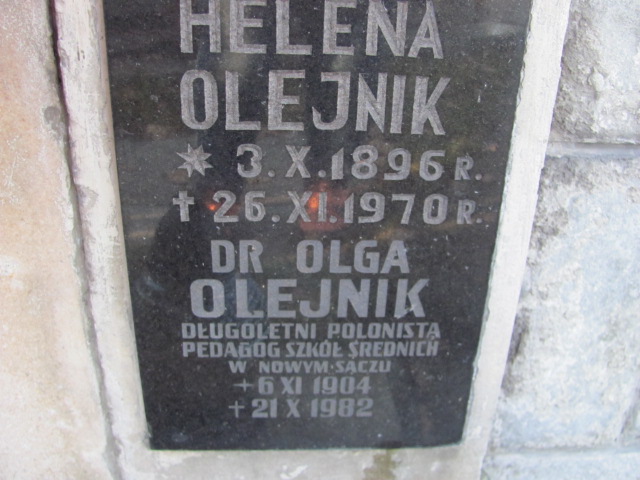 HELENA
OLEJNIK
* 3.X.1896 R.
† 26.XI.1970 R.
DR OLGA
OLEJNIK
DŁUGOLETNI POLONISTA
PEDAGOG SZKÓŁ ŚREDNICH
W NOWYM-SĄCZU
+6 XI 1904
+21 X 1982